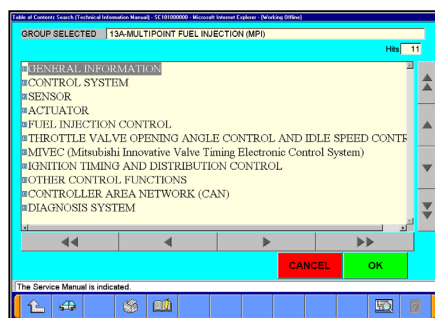 Table of Contents Search [Technical Information Manual] - SC101000000 - Microsoft Internet Explorer - [Working Offline]
GROUP SELECTED 13A-MULTIPOINT FUEL INJECTION (MPI)
Hits 11
GENERAL INFORMATION
CONTROL SYSTEM
SENSOR
ACTUATOR
FUEL INJECTION CONTROL
THROTTLE VALVE OPENING ANGLE CONTROL AND IDLE SPEED CONTR
MIVEC (Mitsubishi Innovative Valve Timing Electronic Control System)
IGNITION TIMING AND DISTRIBUTION CONTROL
OTHER CONTROL FUNCTIONS
CONTROLLER AREA NETWORK (CAN)
DIAGNOSIS SYSTEM
CANCEL OK
The Service Manual is indicated.